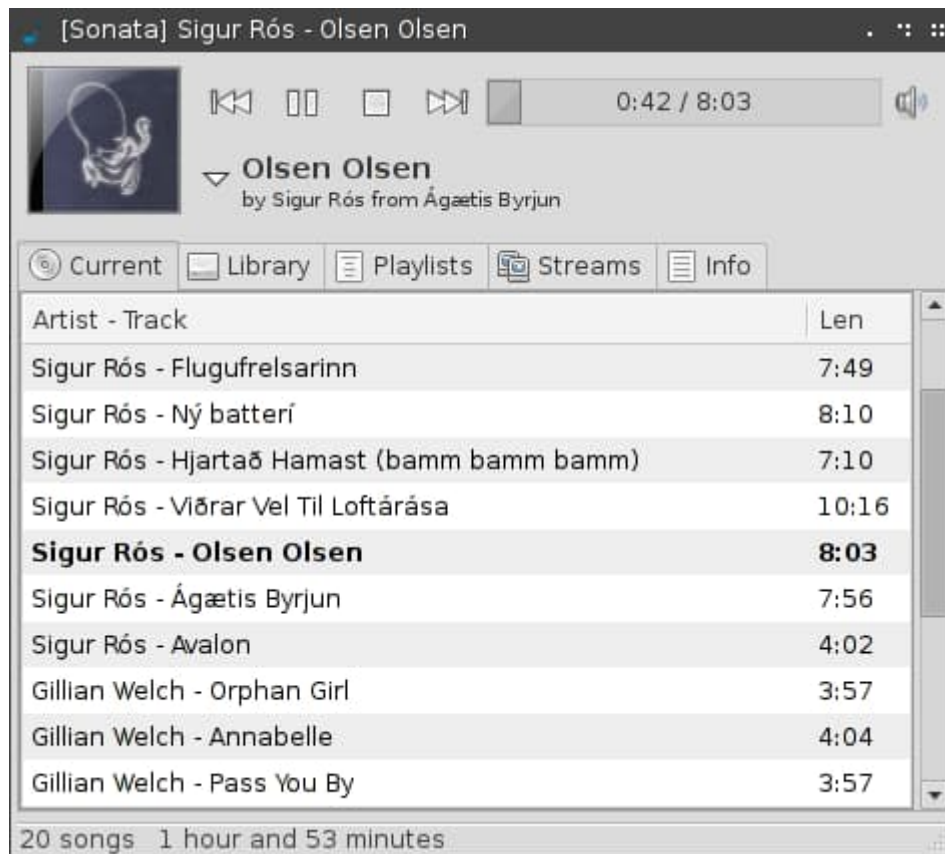 [Sonata] Sigur Rós - Olsen Olsen
0:42 / 8:03
Olsen Olsen
by Sigur Rós from Ágætis Byrjun
Current Library Playlists Streams Info
Artist - Track Len
Sigur Rós - Flugufrelsarinn 7:49
Sigur Rós - Ný batterí 8:10
Sigur Rós - Hjartað Hamast (bamm bamm bamm) 7:10
Sigur Rós - Viðrar Vel Til Loftárása 10:16
Sigur Rós - Olsen Olsen 8:03
Sigur Rós - Ágætis Byrjun 7:56
Sigur Rós - Avalon 4:02
Gillian Welch - Orphan Girl 3:57
Gillian Welch - Annabelle 4:04
Gillian Welch - Pass You By 3:57
20 songs 1 hour and 53 minutes